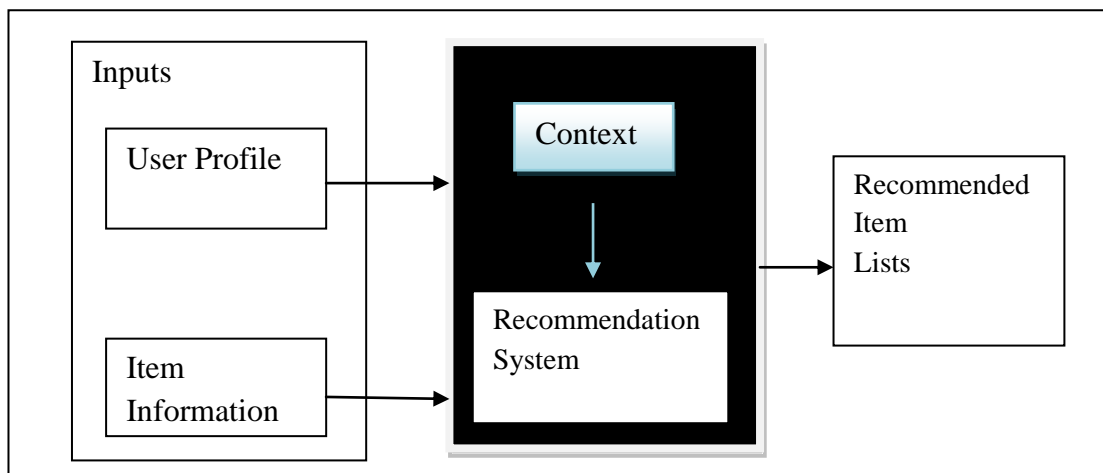 Inputs
User Profile
Item
Information
Context
Recommendation
System
Recommended
Item
Lists